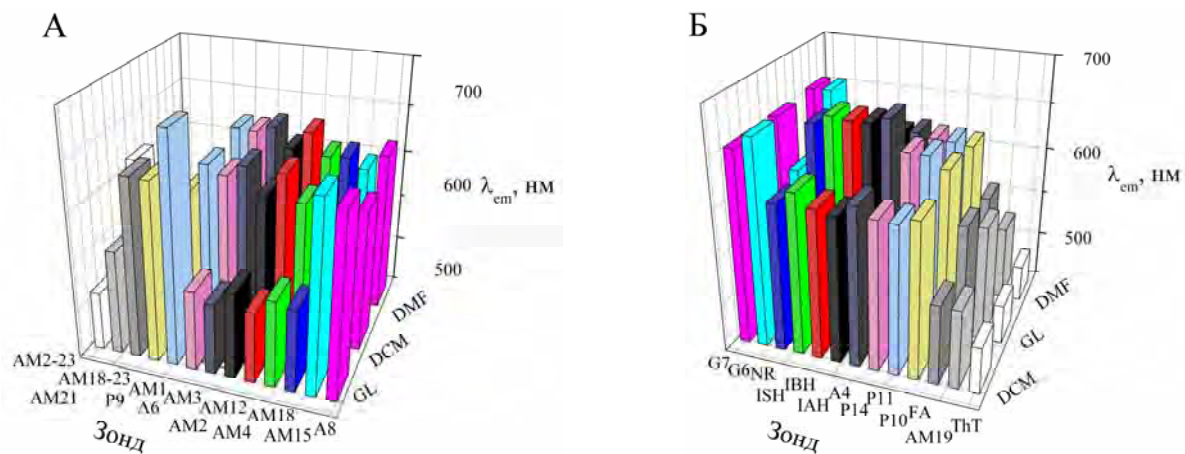 А
700
600
500
λem, нм
DMF
DCM
GL
AM2-23
AM18-23
AM21
P9
AM1
A6
AM3
AM2
AM12
AM4
AM18
AM15
A8
Зонд
Б
700
600
500
λem, нм
DMF
GL
DCM
G7
G6
NR
ISH
IBH
IAH
A4
P14
P11
P10
FA
AM19
ThT
Зонд